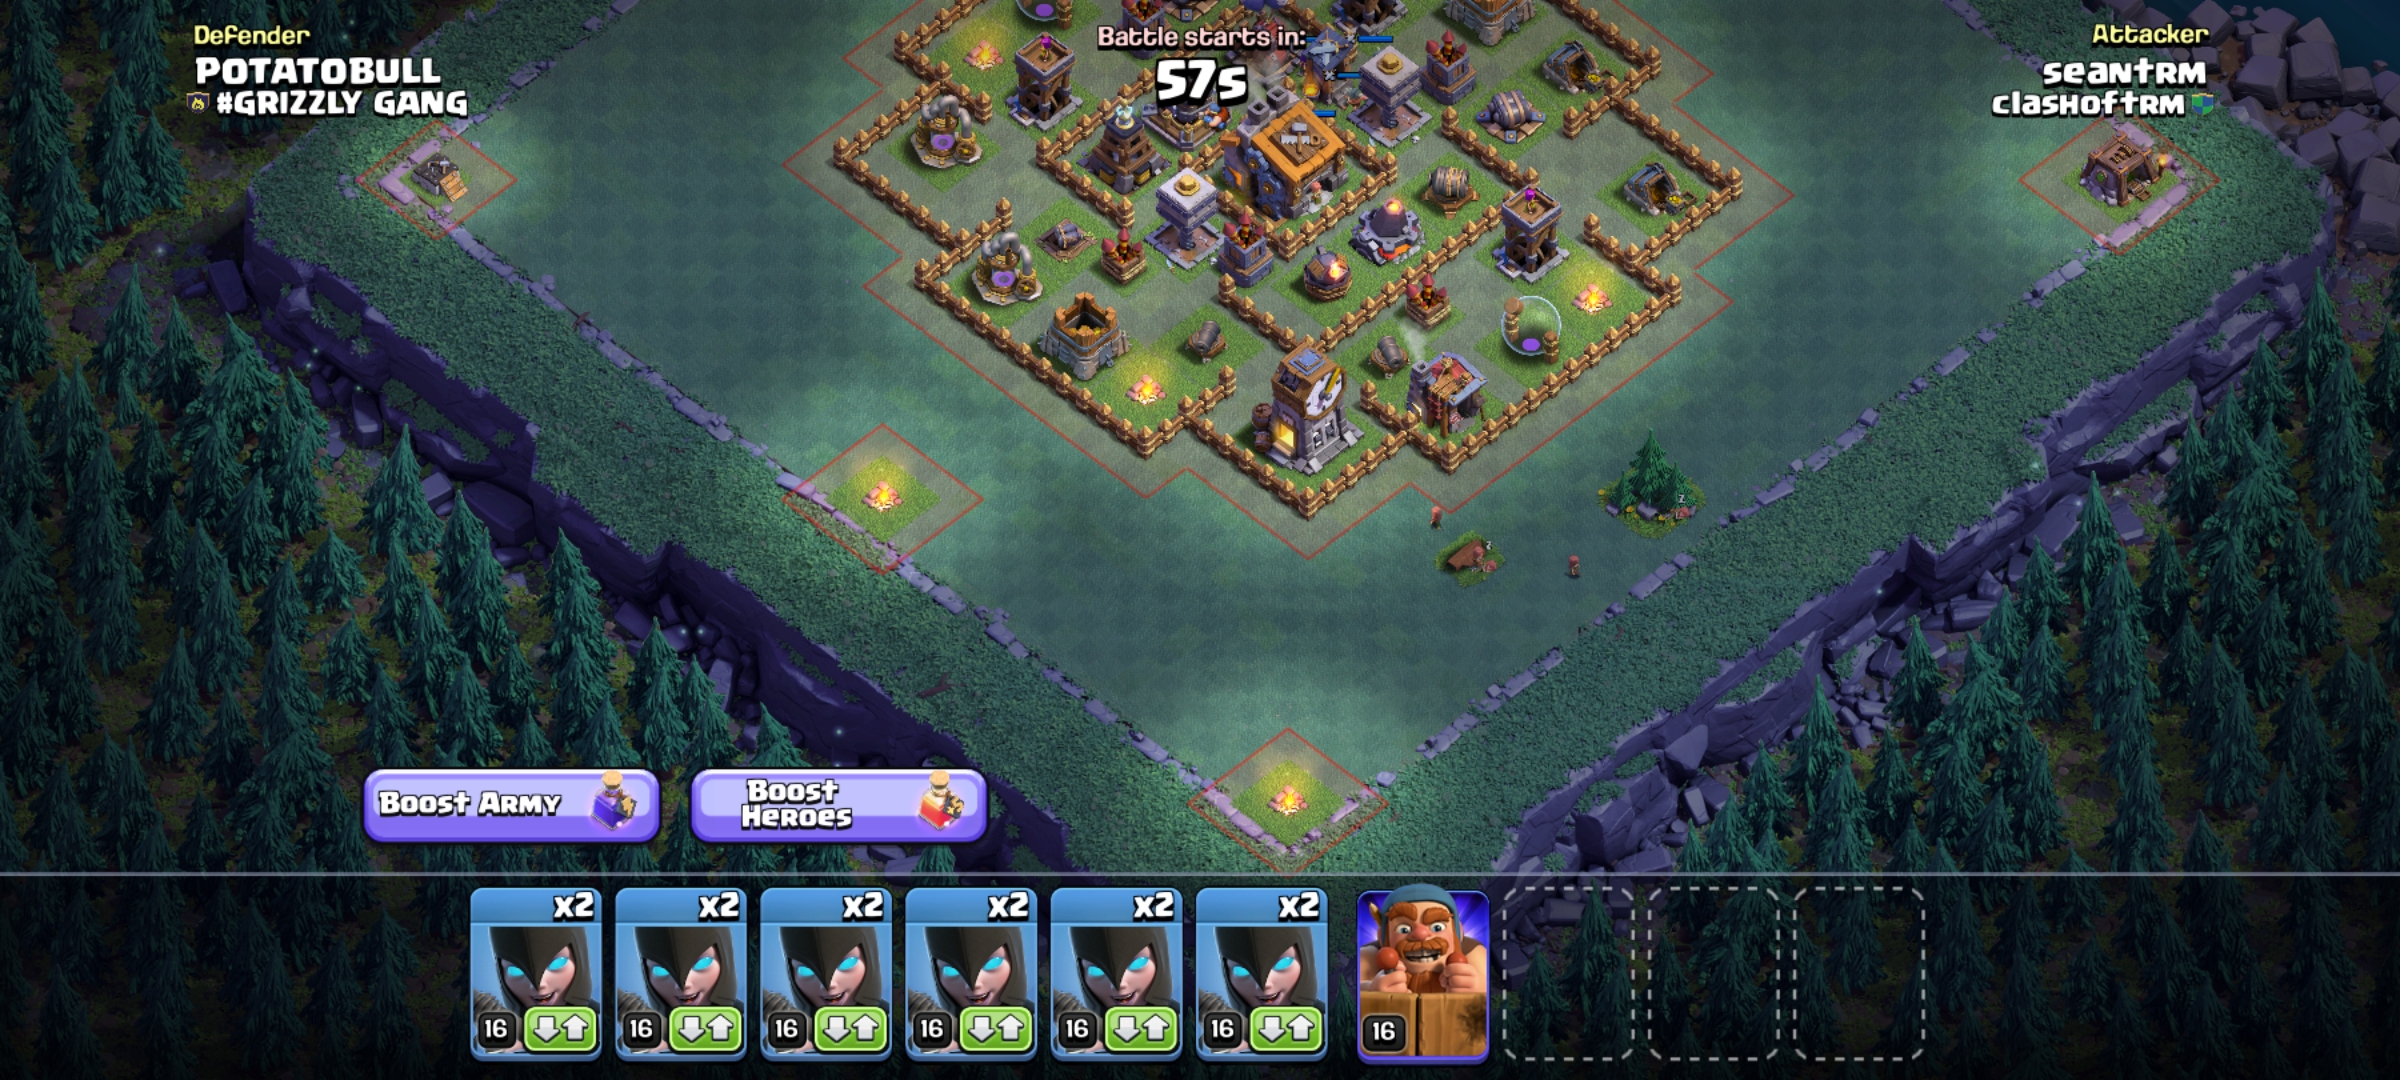 Defender
POTATOBULL
#GRIZZLY GANG
Battle starts in:
57s
Attacker
seantRM
clashoftRM
Boost Army
Boost Heroes
x2
x2
x2
x2
x2
x2
16
16
16
16
16
16
16